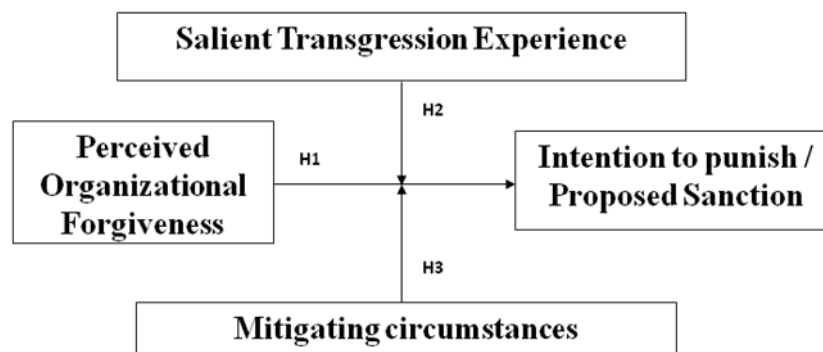 Salient Transgression Experience
H2
Perceived
Organizational
Forgiveness
H1
Intention to punish /
Proposed Sanction
H3
Mitigating circumstances